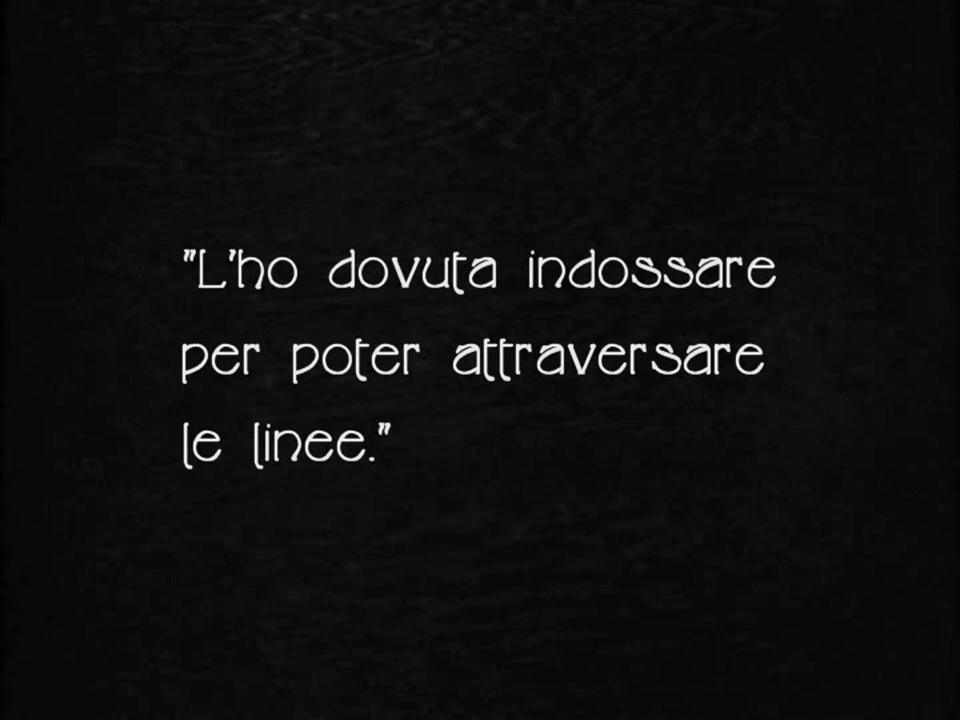 "L'ho dovuta indossare
per poter attraversare
le linee."